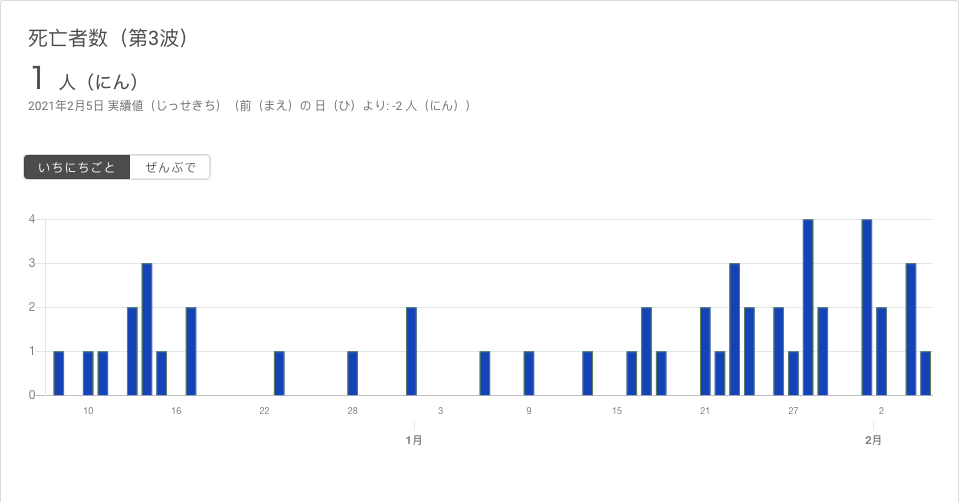 死亡者数（第3波）
1 人（にん）
2021年2月5日 実績値（じっせきち）（前（まえ）の 日（ひ）より: -2 人（にん））
いちにちごと ぜんぶで
4
3
2
1
0
10 16 22 28 3 9 15 21 27 2
1月 2月